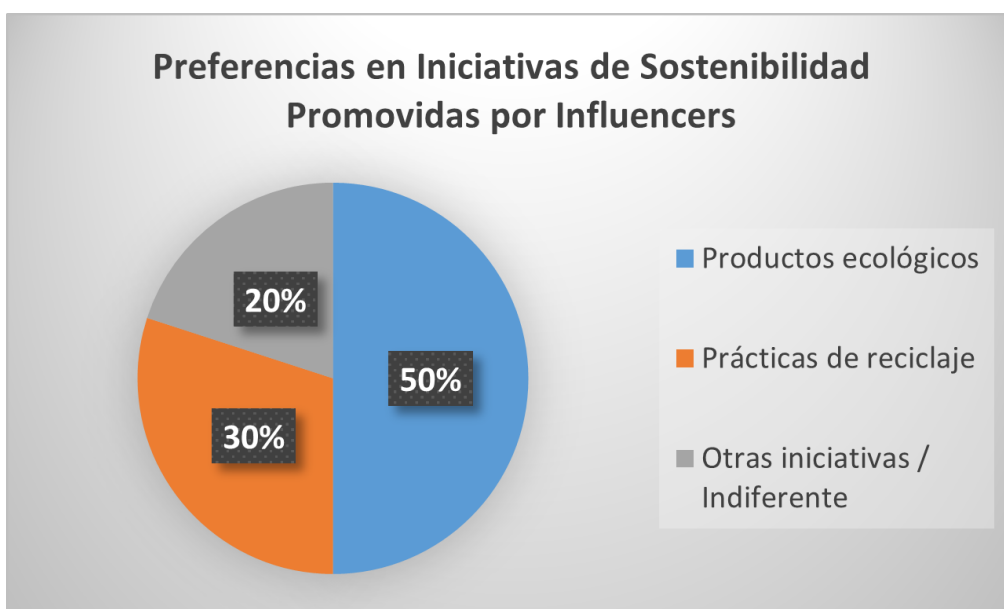 Preferencias en Iniciativas de Sostenibilidad
Promovidas por Influencers
20%
50%
30%
Productos ecológicos
Prácticas de reciclaje
Otras iniciativas /
Indiferente